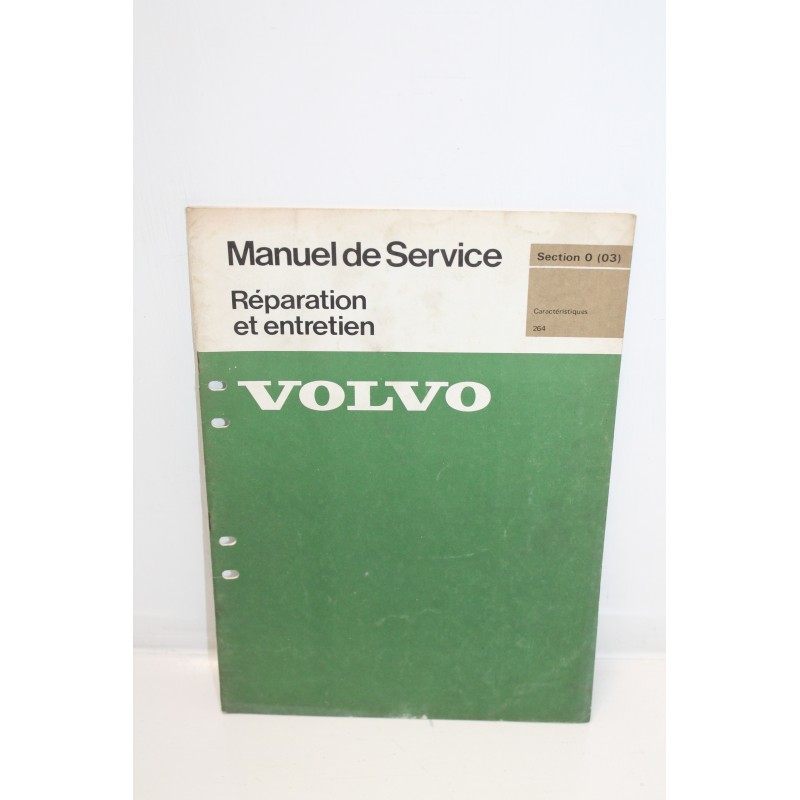 Manuel de Service
Réparation
et entretien
Section 0 (03)
Caractéristiques
264
VOLVO